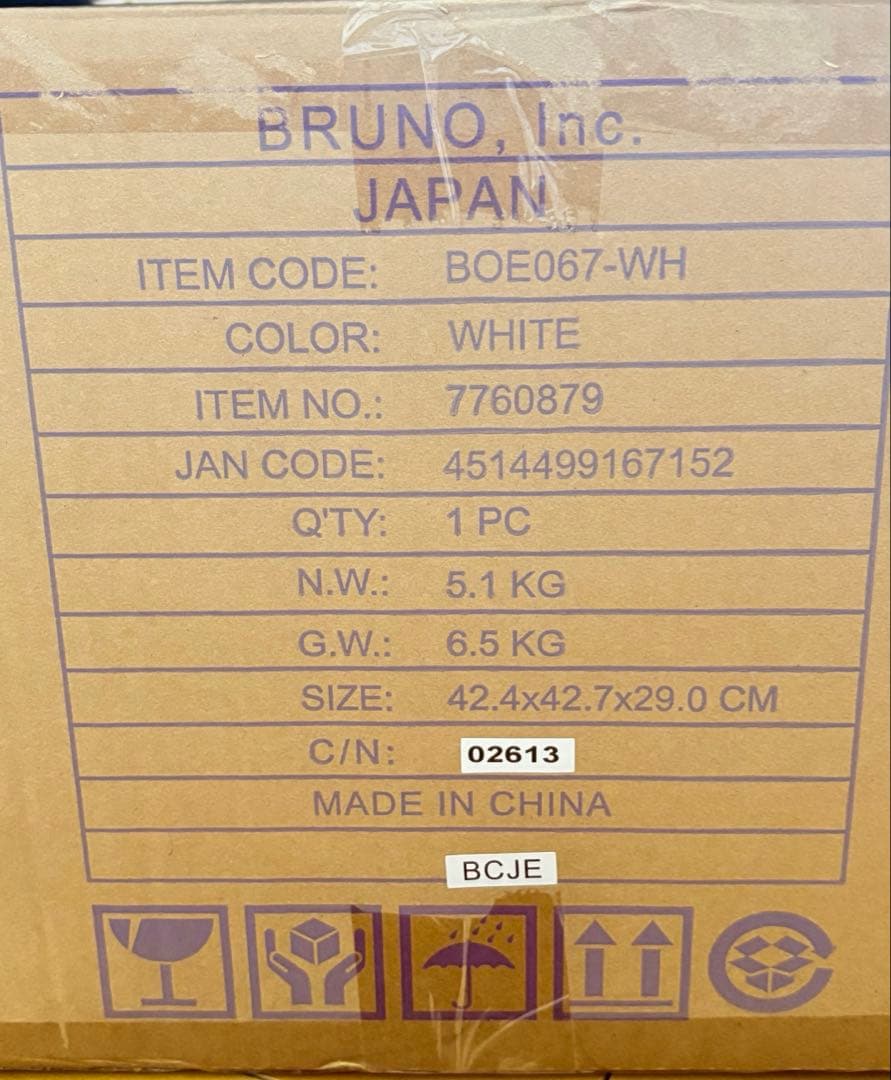 BRUNO, Inc.
JAPAN
ITEM CODE: BOE067-WH
COLOR: WHITE
ITEM NO.: 7760879
JAN CODE: 4514499167152
Q'TY: 1 PC
N.W.: 5.1 KG
G.W.: 6.5 KG
SIZE: 42.4x42.7x29.0 CM
C/N: 02613
MADE IN CHINA
BCJE